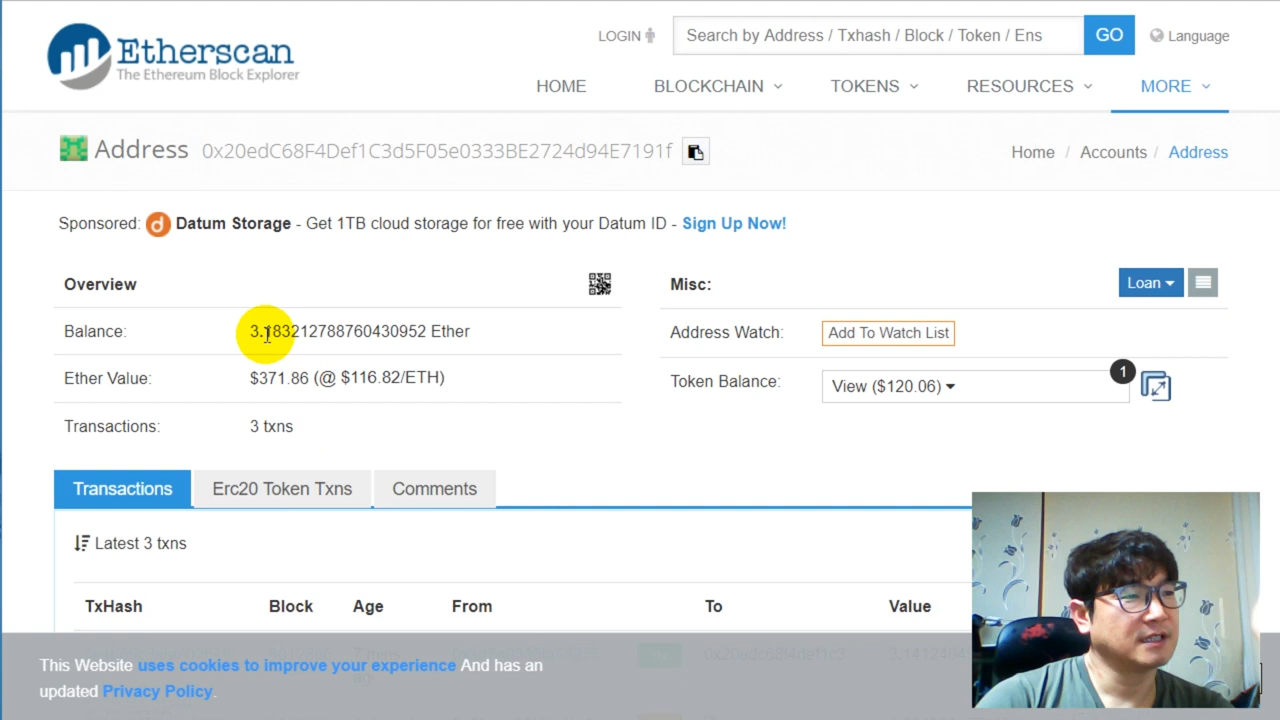 Etherscan
The Ethereum Block Explorer
LOGIN
Search by Address / Txhash / Block / Token / Ens
GO
Language
HOME
BLOCKCHAIN
TOKENS
RESOURCES
MORE
Address 0x20edC68F4Def1C3d5F05e0333BE2724d94E7191f
Home / Accounts / Address
Sponsored: Datum Storage - Get 1TB cloud storage for free with your Datum ID - Sign Up Now!
Overview
Balance: 3.183212788760430952 Ether
Ether Value: $371.86 (@ $116.82/ETH)
Transactions: 3 txns
Misc:
Loan
Address Watch: Add To Watch List
Token Balance: View ($120.06)
1
Transactions
Erc20 Token Txns
Comments
Latest 3 txns
TxHash Block Age From To Value
This Website uses cookies to improve your experience And has an
updated Privacy Policy.